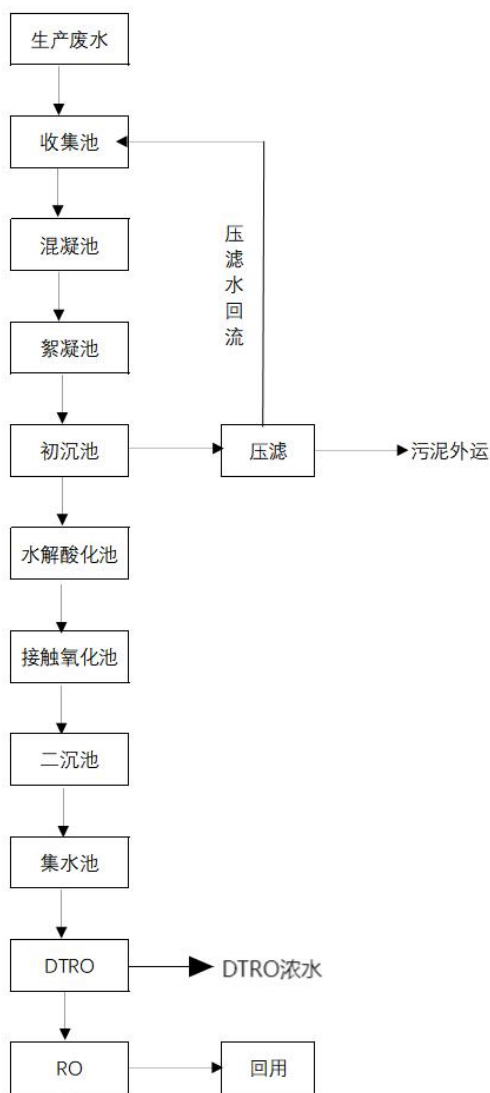 生产废水
收集池
混凝池
压滤水回流
絮凝池
初沉池
压滤
污泥外运
水解酸化池
接触氧化池
二沉池
集水池
DTRO
DTRO浓水
RO
回用